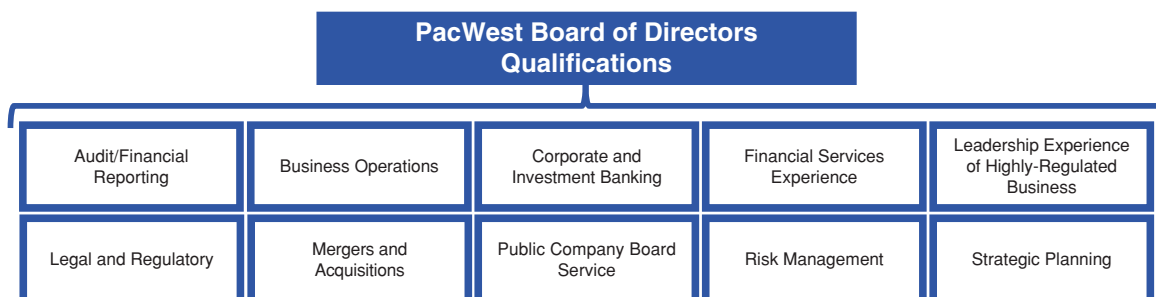 PacWest Board of Directors
Qualifications
Audit/Financial
Reporting
Business Operations
Corporate and
Investment Banking
Financial Services
Experience
Leadership Experience
of Highly-Regulated
Business
Legal and Regulatory
Mergers and
Acquisitions
Public Company Board
Service
Risk Management
Strategic Planning